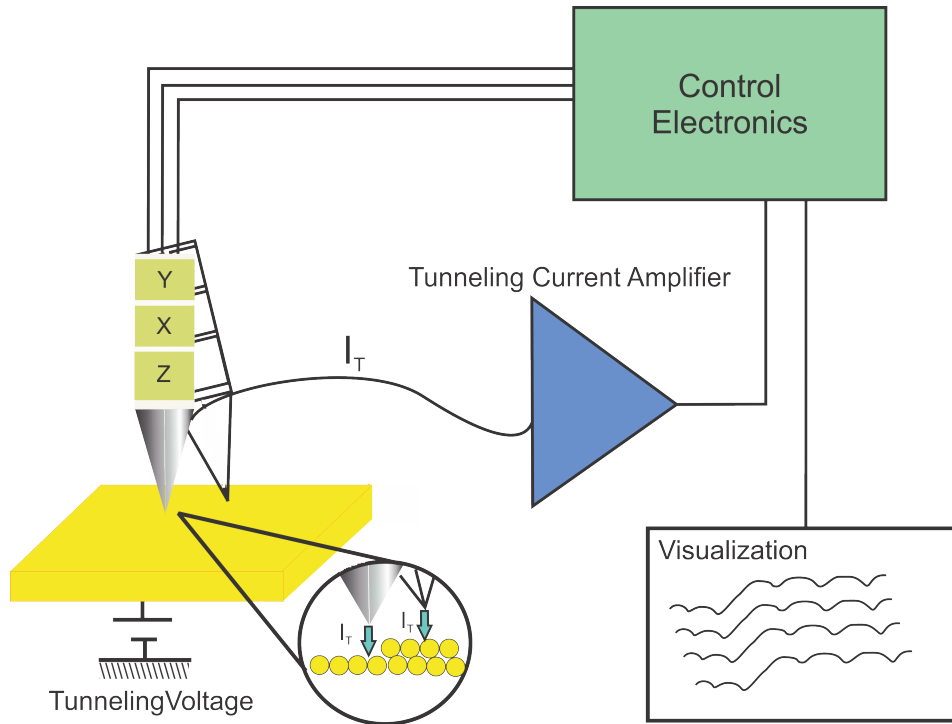 Control
Electronics
Tunneling Current Amplifier
Y
X
Z
I_T
Visualization
I_T
I_T
TunnelingVoltage